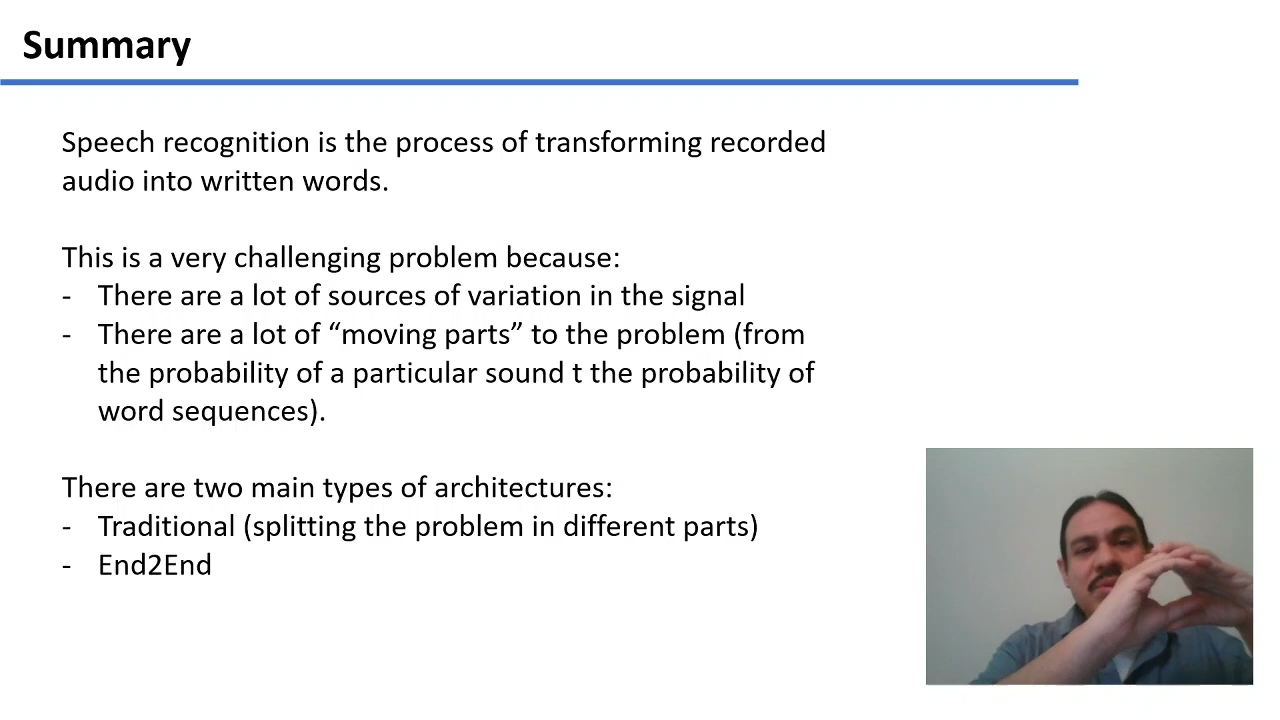 Summary
Speech recognition is the process of transforming recorded
audio into written words.
This is a very challenging problem because:
- There are a lot of sources of variation in the signal
- There are a lot of “moving parts” to the problem (from
the probability of a particular sound t the probability of
word sequences).
There are two main types of architectures:
- Traditional (splitting the problem in different parts)
- End2End